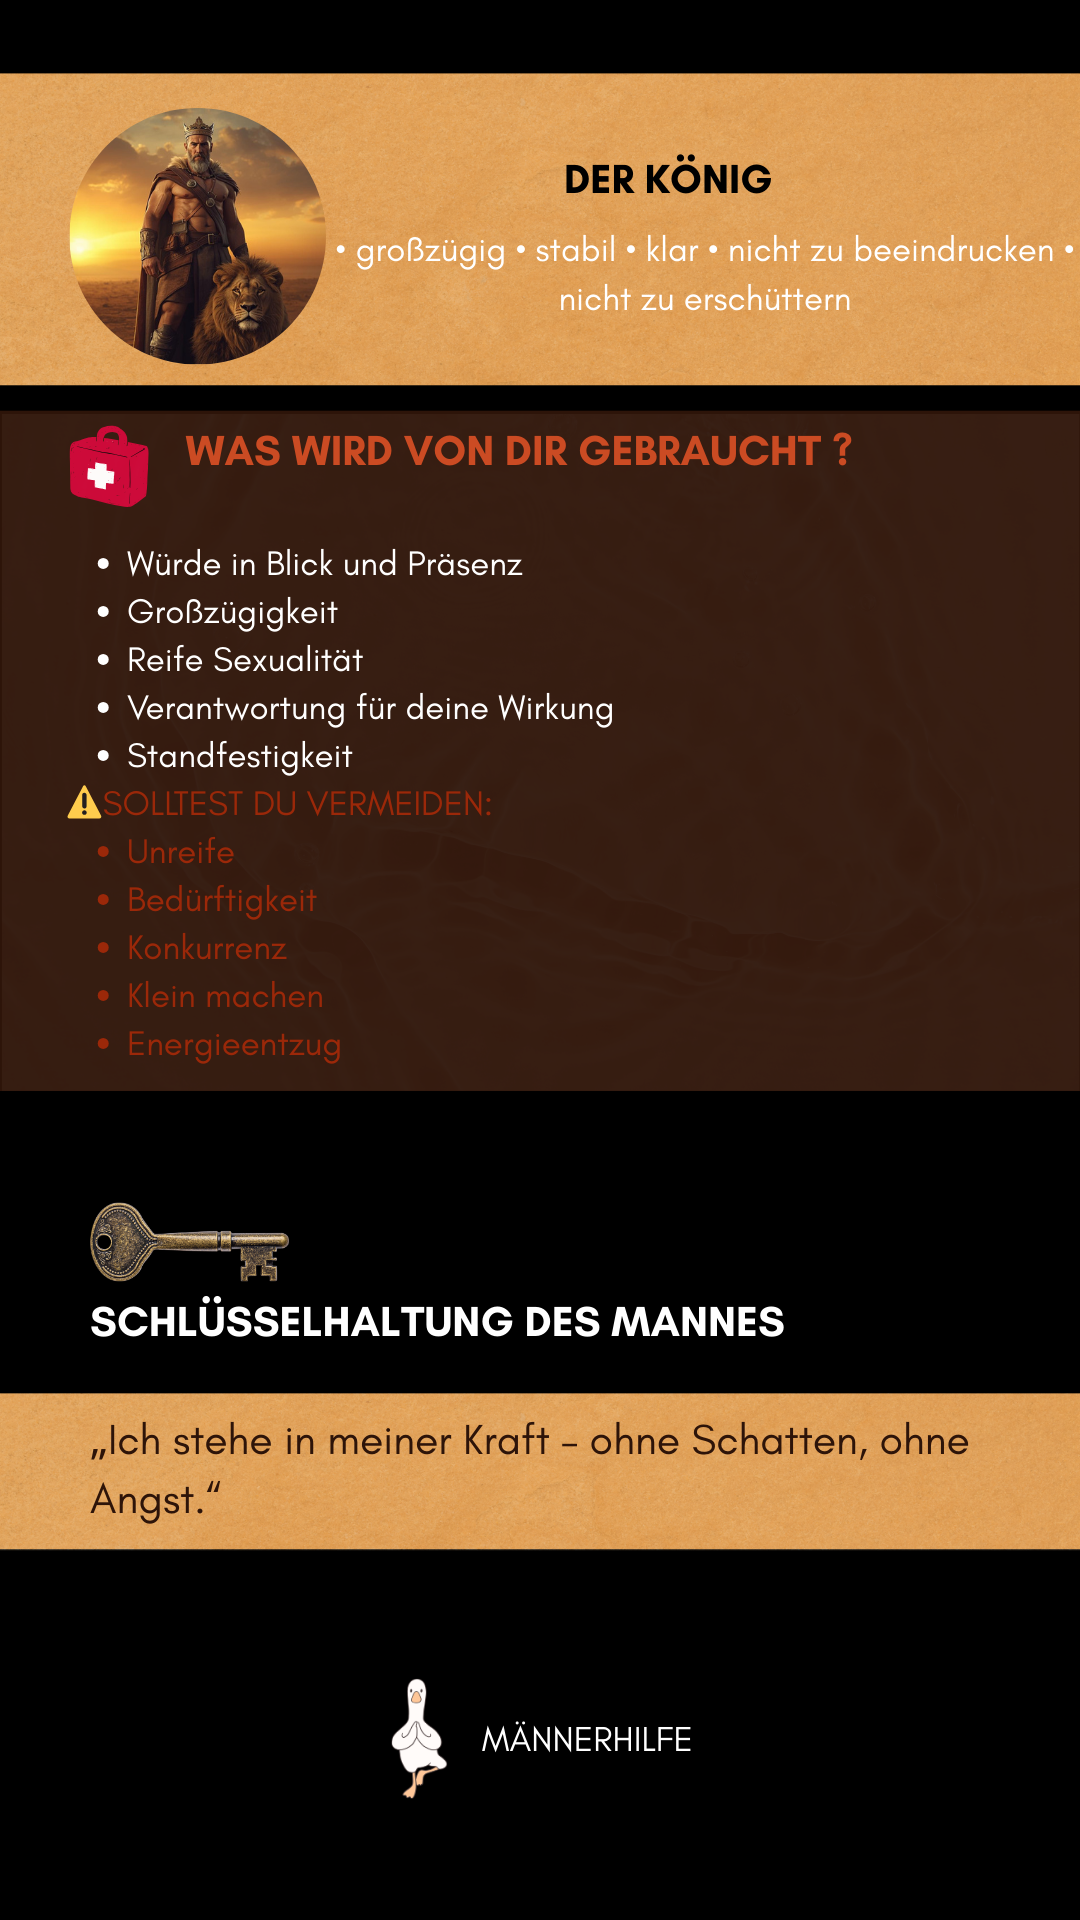 DER KÖNIG
• großzügig • stabil • klar • nicht zu beeindrucken •
nicht zu erschüttern
WAS WIRD VON DIR GEBRAUCHT ?
• Würde in Blick und Präsenz
• Großzügigkeit
• Reife Sexualität
• Verantwortung für deine Wirkung
• Standfestigkeit
⚠️SOLLTEST DU VERMEIDEN:
• Unreife
• Bedürftigkeit
• Konkurrenz
• Klein machen
• Energieentzug
SCHLÜSSELHALTUNG DES MANNES
„Ich stehe in meiner Kraft – ohne Schatten, ohne
Angst.“
MÄNNERHILFE